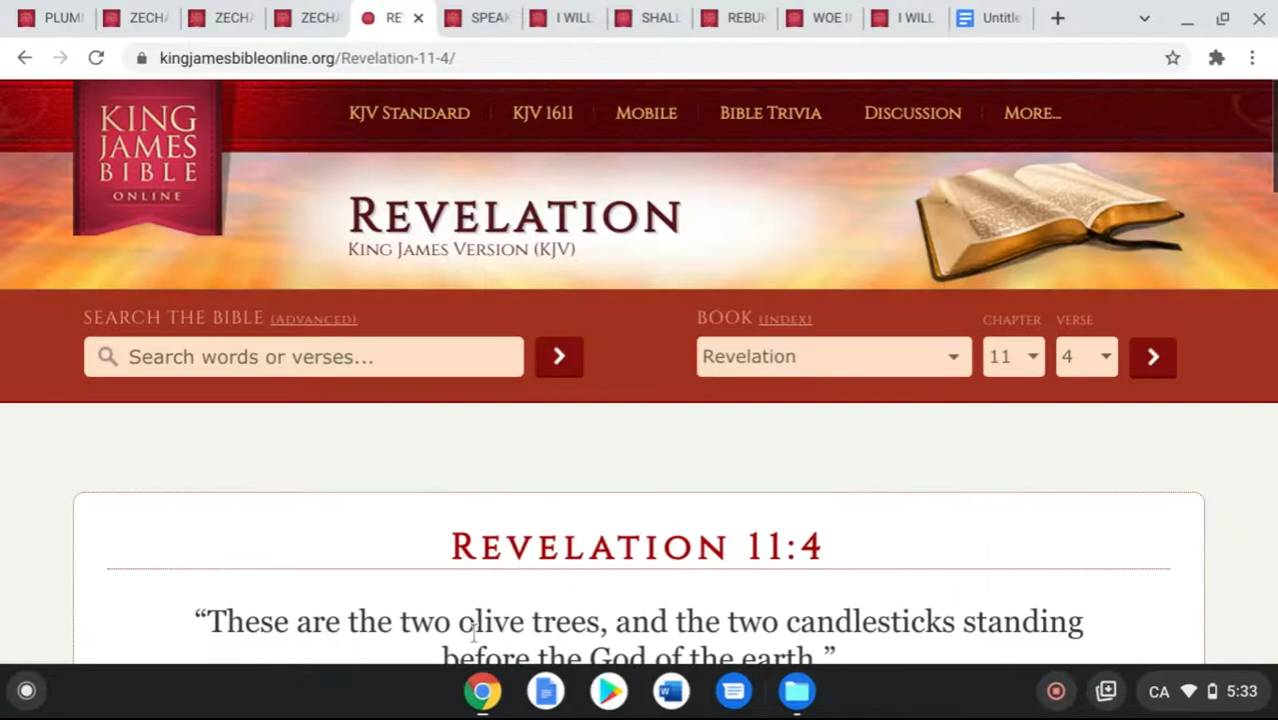 PLUM
ZECHA
ZECHA
ZECHA
RE
SPEAK
I WILL
SHALL
REBUK
WOE I
I WILL
Untitle
kingjamesbibleonline.org/Revelation-11-4/
KING
JAMES
BIBLE
ONLINE
KJV STANDARD
KJV 1611
MOBILE
BIBLE TRIVIA
DISCUSSION
MORE...
REVELATION
KING JAMES VERSION (KJV)
SEARCH THE BIBLE (ADVANCED)
BOOK (INDEX)
CHAPTER
VERSE
Search words or verses...
Revelation
11
4
REVELATION 11:4
“These are the two olive trees, and the two candlesticks standing
before the God of the earth.”
CA
5:33